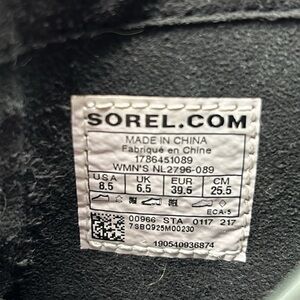 SOREL.COM
MADE IN CHINA
Fabriqué en Chine
1786451089
WMN'S NL2796-089
USA UK EUR CM
8.5 6.5 39.5 25.5
ECA-5
00966 STA 0117 217
7SBQ925M00230
190540936874